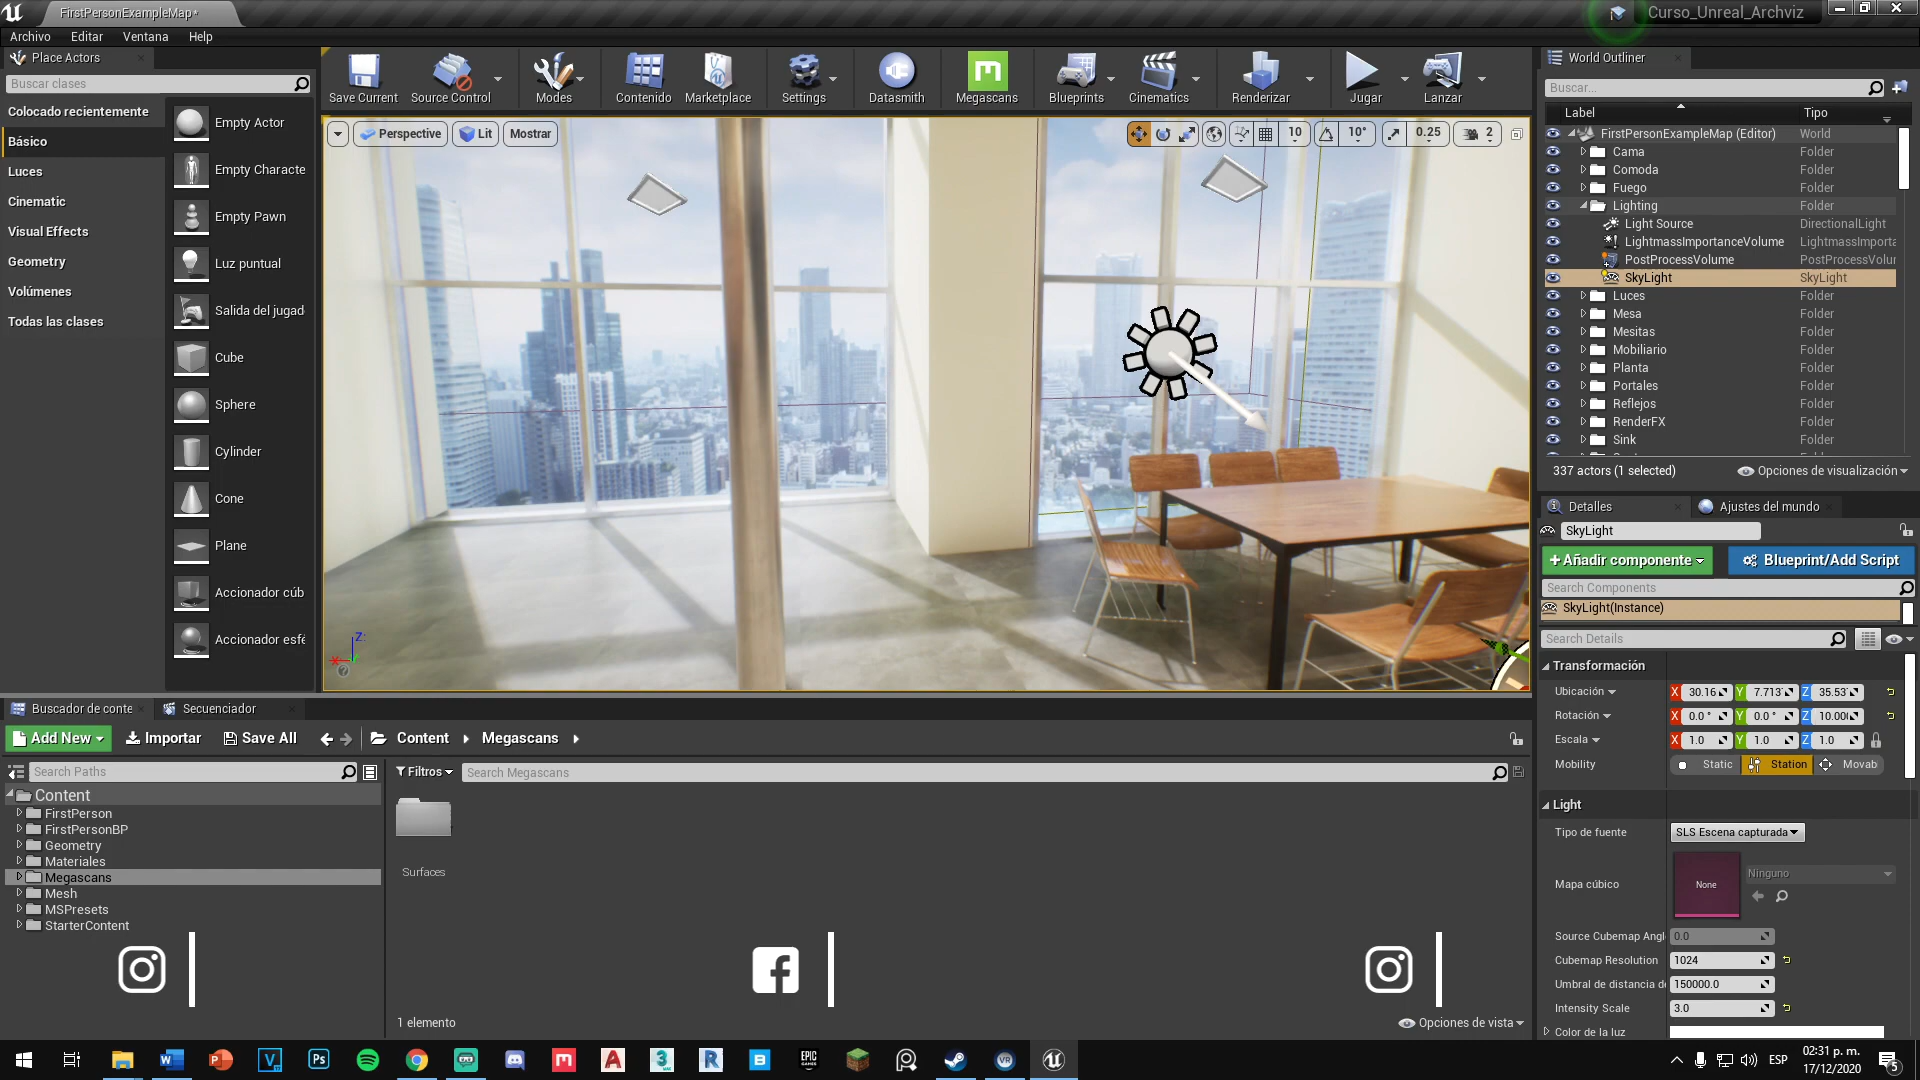 FirstPersonExampleMap*
Curso_Unreal_Archviz
Archivo Editar Ventana Help
Place Actors
Buscar clases
Colocado recientemente
Básico
Luces
Cinematic
Visual Effects
Geometry
Volúmenes
Todas las clases
Empty Actor
Empty Characte
Empty Pawn
Luz puntual
Salida del jugad
Cube
Sphere
Cylinder
Cone
Plane
Accionador cúb
Accionador esfé
Save Current
Source Control
Modes
Contenido
Marketplace
Settings
Datasmith
Megascans
Blueprints
Cinematics
Renderizar
Jugar
Lanzar
Perspective
Lit
Mostrar
10
10°
0.25
2
Z
X
World Outliner
Buscar...
Label Tipo
FirstPersonExampleMap (Editor) World
Cama Folder
Comoda Folder
Fuego Folder
Lighting Folder
Light Source DirectionalLight
LightmassImportanceVolume LightmassImporta
PostProcessVolume PostProcessVolur
SkyLight SkyLight
Luces Folder
Mesa Folder
Mesitas Folder
Mobiliario Folder
Planta Folder
Portales Folder
Reflejos Folder
RenderFX Folder
Sink Folder
337 actors (1 selected)
Opciones de visualización
Detalles
Ajustes del mundo
SkyLight
+Añadir componente
Blueprint/Add Script
Search Components
SkyLight(Instance)
Search Details
Transformación
Ubicación X 30.16 Y 7.713 Z 35.53
Rotación X 0.0 ° Y 0.0 ° Z 10.00
Escala X 1.0 Y 1.0 Z 1.0
Mobility Static Station Movab
Light
Tipo de fuente SLS Escena capturada
Mapa cúbico None Ninguno
Source Cubemap Angl 0.0
Cubemap Resolution 1024
Umbral de distancia de 150000.0
Intensity Scale 3.0
Color de la luz
Buscador de conte
Secuenciador
Add New
Importar
Save All
Content
Megascans
Search Paths
Filtros
Search Megascans
Content
FirstPerson
FirstPersonBP
Geometry
Materiales
Megascans
Mesh
MSPresets
StarterContent
Surfaces
1 elemento
Opciones de vista
ESP
02:31 p. m.
17/12/2020
5